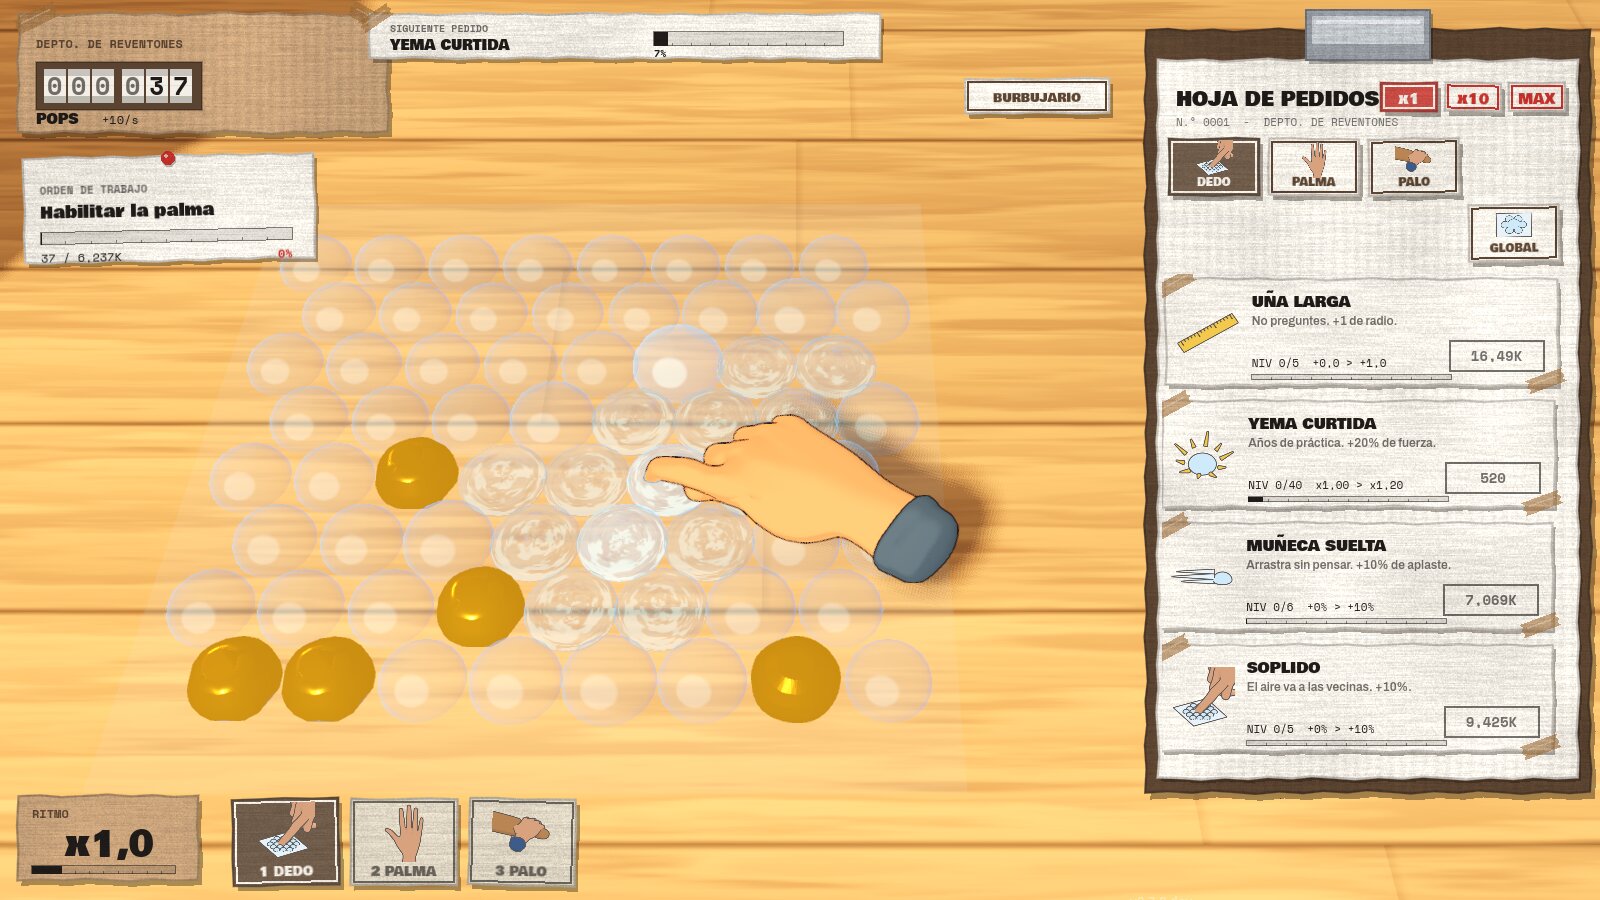 DEPTO. DE REVENTONES
000 037
POPS +10/s
SIGUIENTE PEDIDO
YEMA CURTIDA
7%
BURBUJARIO
ORDEN DE TRABAJO
Habilitar la palma
37 / 6,237K
0%
HOJA DE PEDIDOS
x1
x10
MAX
N.° 0001 - DEPTO. DE REVENTONES
DEDO
PALMA
PALO
GLOBAL
UÑA LARGA
No preguntes. +1 de radio.
NIV 0/5 +0,0 > +1,0
16,49K
YEMA CURTIDA
Años de práctica. +20% de fuerza.
NIV 0/40 x1,00 > x1,20
520
MUÑECA SUELTA
Arrastra sin pensar. +10% de aplaste.
NIV 0/6 +0% > +10%
7,069K
SOPLIDO
El aire va a las vecinas. +10%.
NIV 0/5 +0% > +10%
9,425K
RITMO
x1,0
1 DEDO
2 PALMA
3 PALO